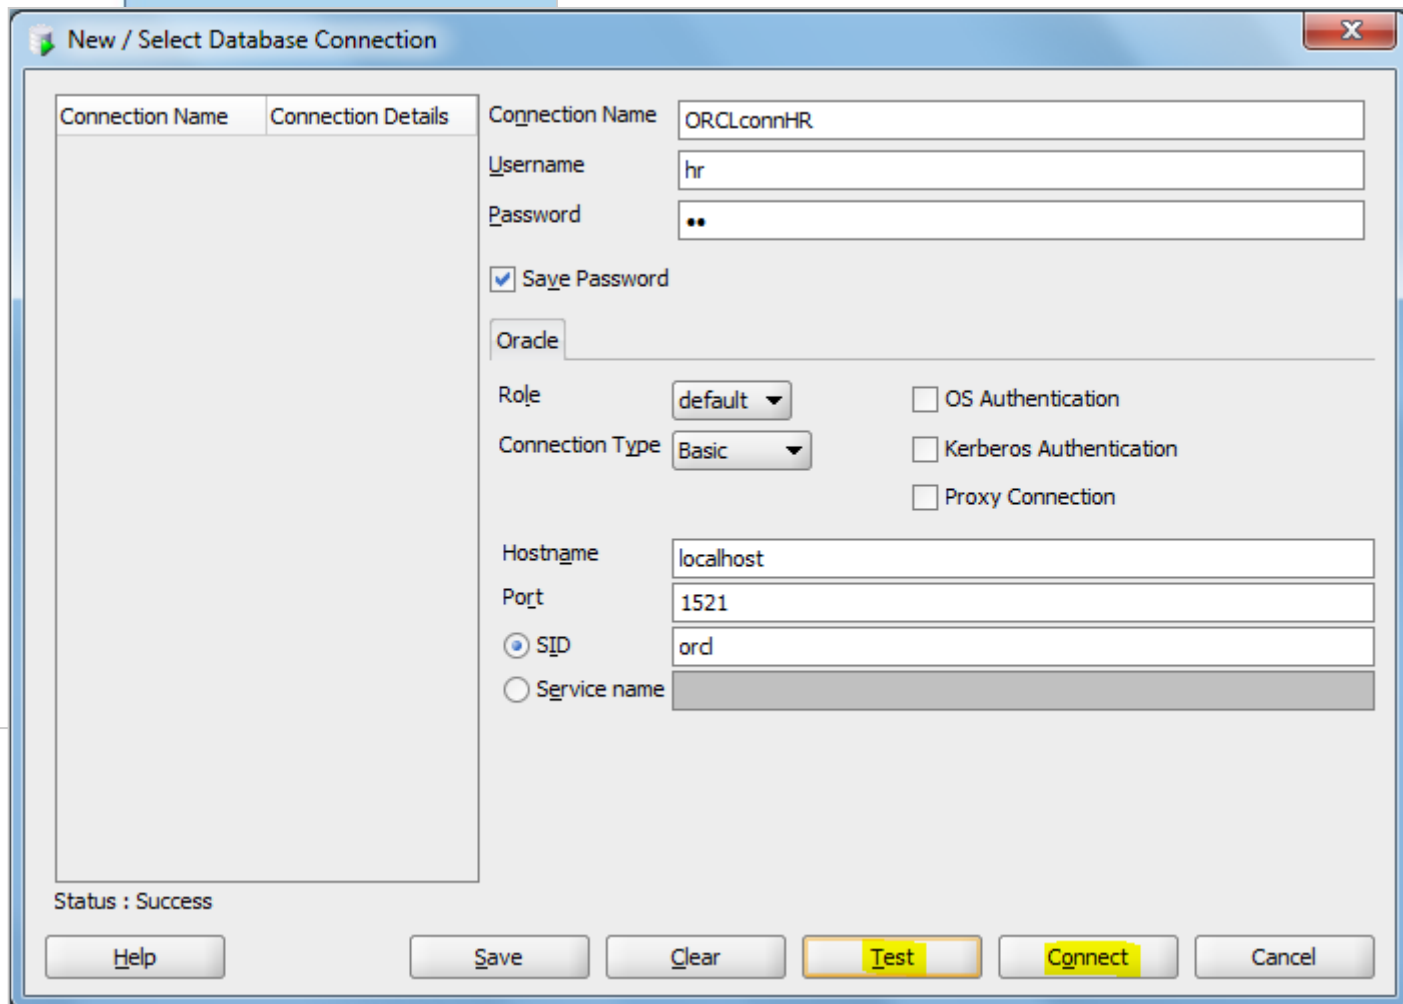 New / Select Database Connection
X
Connection Name Connection Details
Connection Name ORCLconnHR
Username hr
Password ••
Save Password
Oracle
Role default
OS Authentication
Connection Type Basic
Kerberos Authentication
Proxy Connection
Hostname localhost
Port 1521
SID orcl
Service name
Status : Success
Help Save Clear Test Connect Cancel